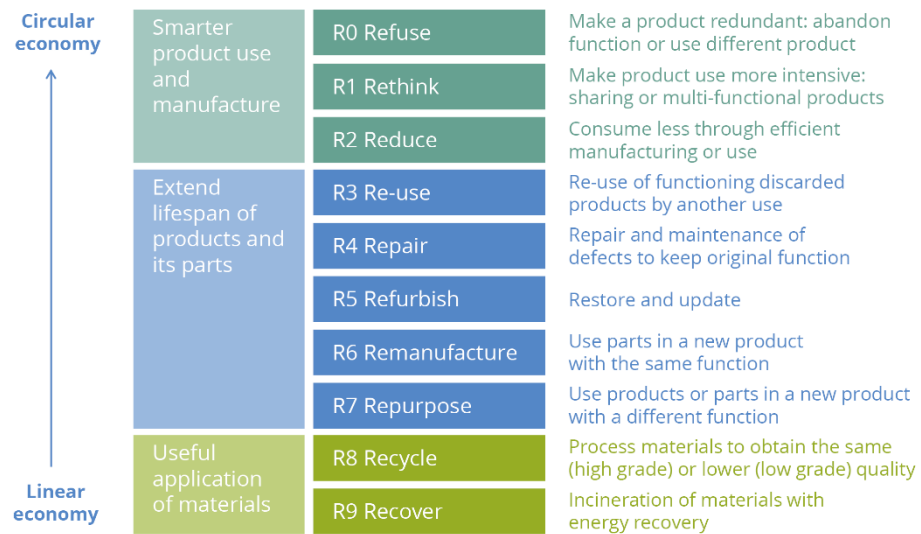 Circular
economy
Smarter
product use
and
manufacture
R0 Refuse
Make a product redundant: abandon
function or use different product
R1 Rethink
Make product use more intensive:
sharing or multi-functional products
R2 Reduce
Consume less through efficient
manufacturing or use
Extend
lifespan of
products and
its parts
R3 Re-use
Re-use of functioning discarded
products by another use
R4 Repair
Repair and maintenance of
defects to keep original function
R5 Refurbish
Restore and update
R6 Remanufacture
Use parts in a new product
with the same function
R7 Repurpose
Use products or parts in a new product
with a different function
Useful
application
of materials
R8 Recycle
Process materials to obtain the same
(high grade) or lower (low grade) quality
R9 Recover
Incineration of materials with
energy recovery
Linear
economy